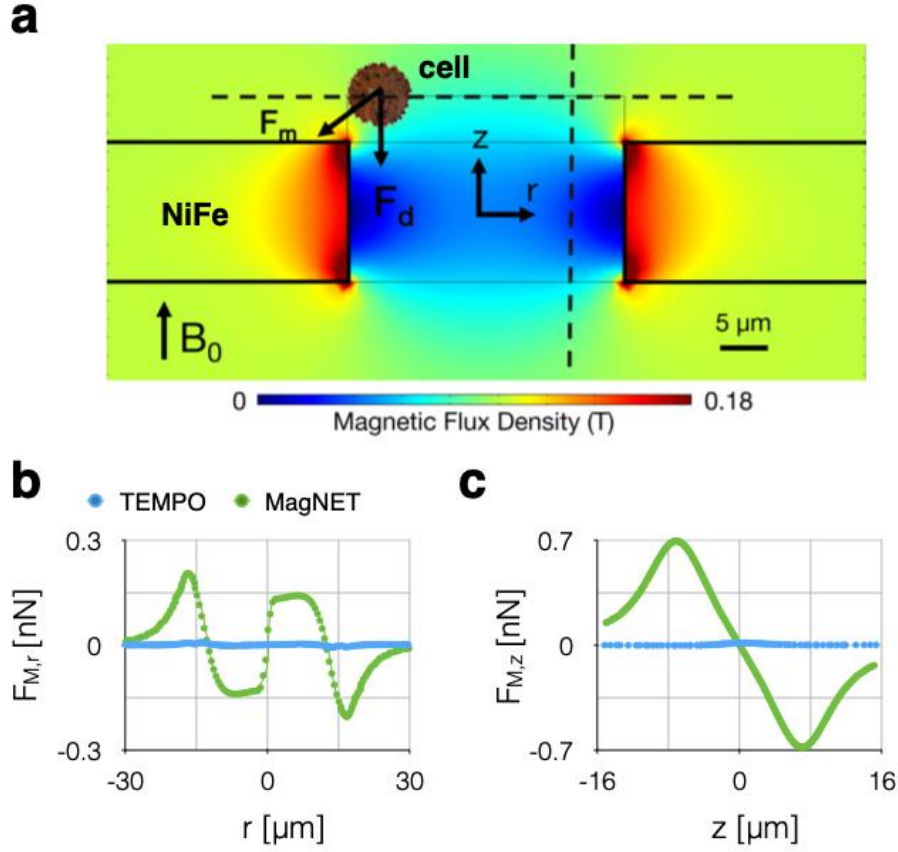 a
cell
Fm
z
Fd
r
NiFe
B0
5 μm
0
0.18
Magnetic Flux Density (T)
b
TEMPO
MagNET
c
0.3
0
-0.3
FM,r [nN]
-30
0
30
r [μm]
0.7
0
-0.7
FM,z [nN]
-16
0
16
z [μm]